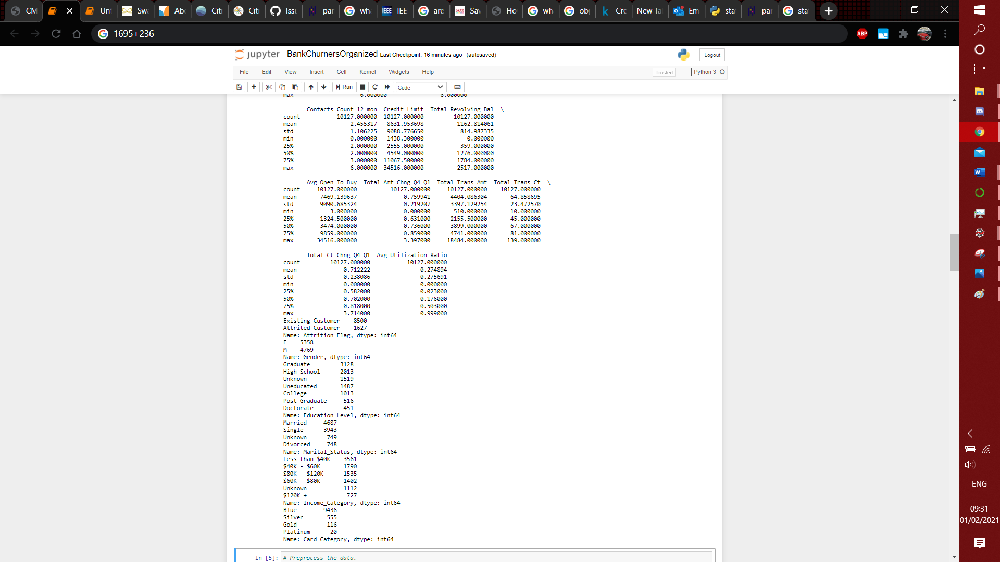 CM
Unt
Swa
Abo
Citi
Citi
Issu
par
wha
IEEE IEE
are
MSE Sav
Ho
wh
obj
k Cre
New Ta
Em
sta
par
sta
1695+236
ABP
jupyter BankChurnersOrganized Last Checkpoint: 16 minutes ago (autosaved)
Logout
File Edit View Insert Cell Kernel Widgets Help
Trusted
Python 3
Run
Code
max 6.000000 6.000000
Contacts_Count_12_mon Credit_Limit Total_Revolving_Bal \
count 10127.000000 10127.000000 10127.000000
mean 2.455317 8631.953698 1162.814061
std 1.106225 9088.776650 814.987335
min 0.000000 1438.300000 0.000000
25% 2.000000 2555.000000 359.000000
50% 2.000000 4549.000000 1276.000000
75% 3.000000 11067.500000 1784.000000
max 6.000000 34516.000000 2517.000000
Avg_Open_To_Buy Total_Amt_Chng_Q4_Q1 Total_Trans_Amt Total_Trans_Ct \
count 10127.000000 10127.000000 10127.000000 10127.000000
mean 7469.139637 0.759941 4404.086304 64.858695
std 9090.685324 0.219207 3397.129254 23.472570
min 3.000000 0.000000 510.000000 10.000000
25% 1324.500000 0.631000 2155.500000 45.000000
50% 3474.000000 0.736000 3899.000000 67.000000
75% 9859.000000 0.859000 4741.000000 81.000000
max 34516.000000 3.397000 18484.000000 139.000000
Total_Ct_Chng_Q4_Q1 Avg_Utilization_Ratio
count 10127.000000 10127.000000
mean 0.712222 0.274894
std 0.238086 0.275691
min 0.000000 0.000000
25% 0.582000 0.023000
50% 0.702000 0.176000
75% 0.818000 0.503000
max 3.714000 0.999000
Existing Customer 8500
Attrited Customer 1627
Name: Attrition_Flag, dtype: int64
F 5358
M 4769
Name: Gender, dtype: int64
Graduate 3128
High School 2013
Unknown 1519
Uneducated 1487
College 1013
Post-Graduate 516
Doctorate 451
Name: Education_Level, dtype: int64
Married 4687
Single 3943
Unknown 749
Divorced 748
Name: Marital_Status, dtype: int64
Less than $40K 3561
$40K - $60K 1790
$80K - $120K 1535
$60K - $80K 1402
Unknown 1112
$120K + 727
Name: Income_Category, dtype: int64
Blue 9436
Silver 555
Gold 116
Platinum 20
Name: Card_Category, dtype: int64
In [5]: # Preprocess the data.
ENG
09:31
01/02/2021